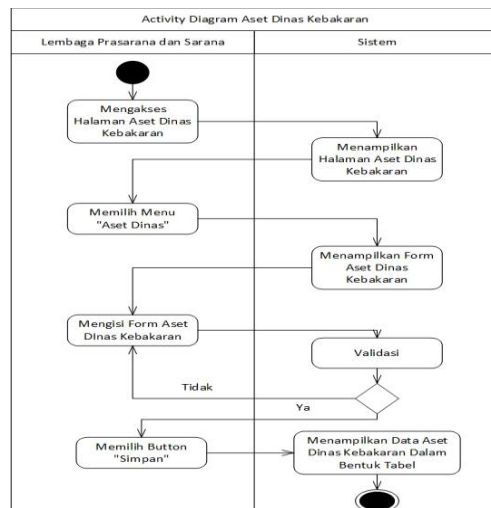 Activity Diagram Aset Dinas Kebakaran
Lembaga Prasarana dan Sarana
Sistem
Mengakses
Halaman Aset Dinas
Kebakaran
Menampilkan
Halaman Aset Dinas
Kebakaran
Memilih Menu
"Aset Dinas"
Menampilkan Form
Aset Dinas
Kebakaran
Mengisi Form Aset
DInas Kebakaran
Validasi
Tidak
Ya
Memilih Button
"Simpan"
Menampilkan Data Aset
Dinas Kebakaran Dalam
Bentuk Tabel